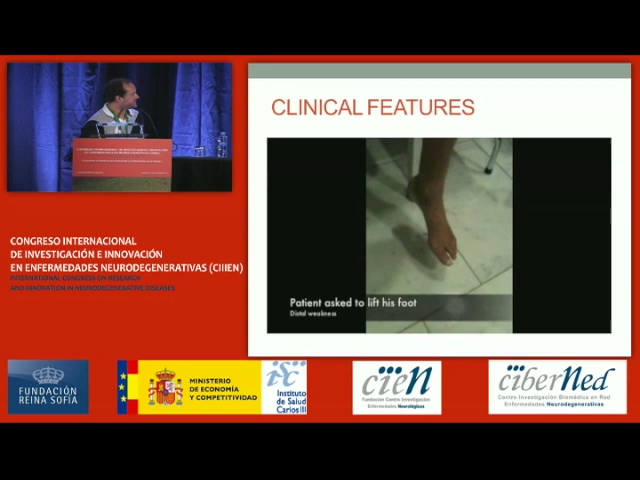 CLINICAL FEATURES
Patient asked to lift his foot
Distal weakness
CONGRESO INTERNACIONAL
DE INVESTIGACIÓN E INNOVACIÓN
EN ENFERMEDADES NEURODEGENERATIVAS (CIIIEN)
INTERNATIONAL CONGRESS ON RESEARCH
AND INNOVATION IN NEURODEGENERATIVE DISEASES
FUNDACIÓN
REINA SOFÍA
MINISTERIO
DE ECONOMÍA
Y COMPETITIVIDAD
isc
Instituto
de Salud
Carlos III
cien
Fundación Centro Investigación
Enfermedades Neurológicas
ciberNed
Centro Investigación Biomédica en Red
Enfermedades Neurodegenerativas